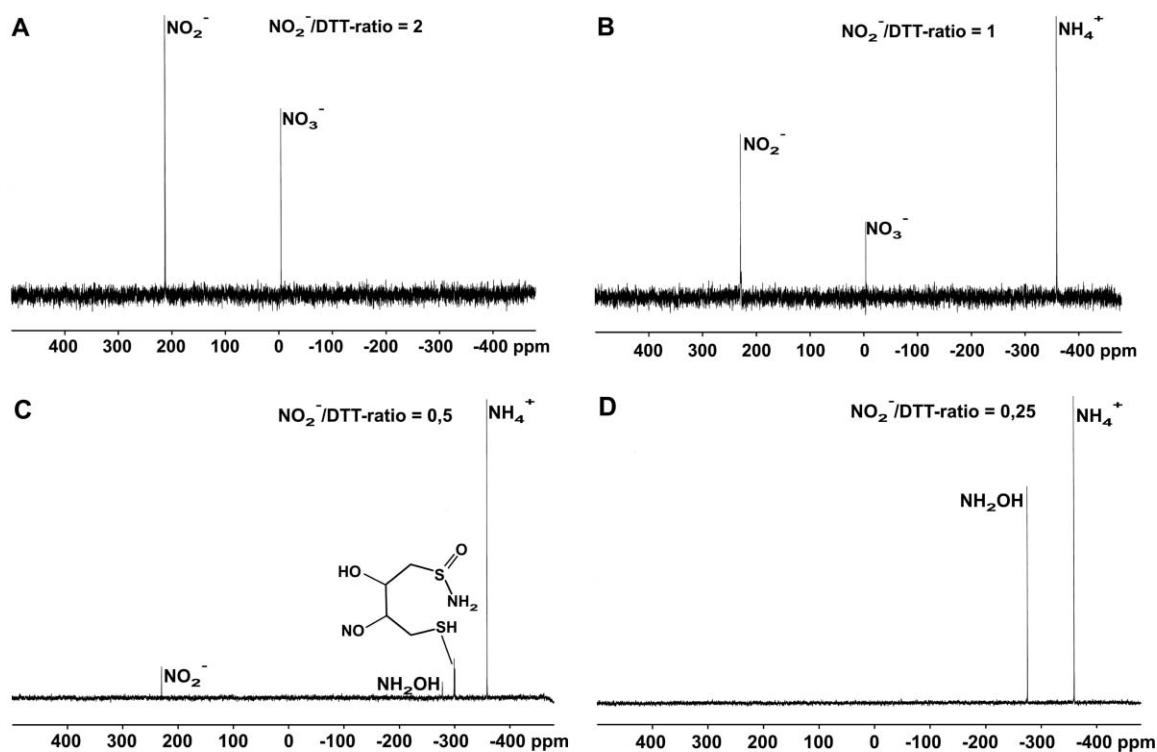 A
NO₂⁻
NO₂⁻/DTT-ratio = 2
NO₃⁻
400 300 200 100 0 -100 -200 -300 -400 ppm
B
NO₂⁻/DTT-ratio = 1
NH₄⁺
NO₂⁻
NO₃⁻
400 300 200 100 0 -100 -200 -300 -400 ppm
C
NO₂⁻/DTT-ratio = 0,5
NH₄⁺
O
HO
S
NH₂
NO
SH
NO₂⁻
NH₂OH
400 300 200 100 0 -100 -200 -300 -400 ppm
D
NO₂⁻/DTT-ratio = 0,25
NH₄⁺
NH₂OH
400 300 200 100 0 -100 -200 -300 -400 ppm